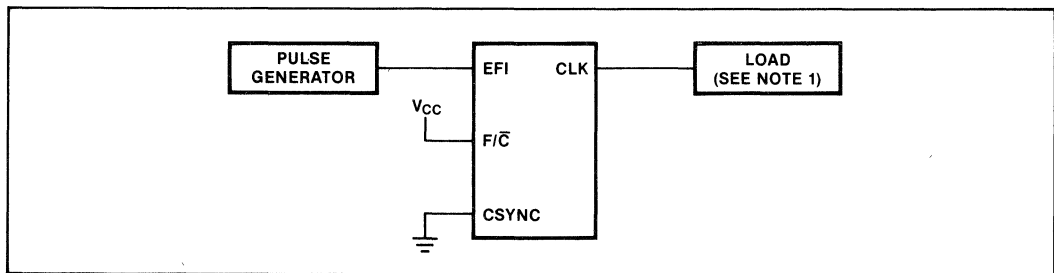 PULSE
GENERATOR
EFI
CLK
LOAD
(SEE NOTE 1)
VCC
F/C̅
CSYNC